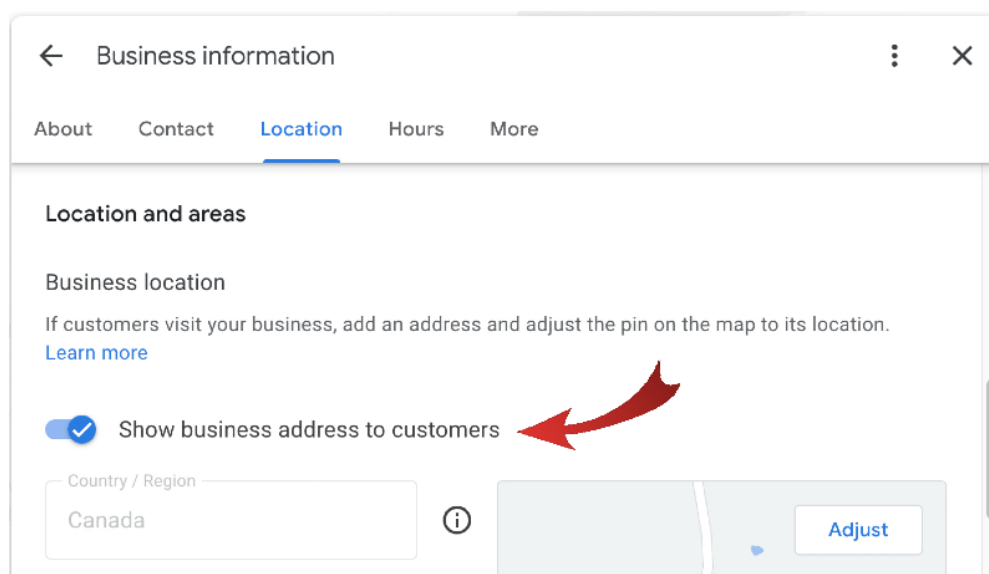 Business information
About Contact Location Hours More
Location and areas
Business location
If customers visit your business, add an address and adjust the pin on the map to its location.
Learn more
Show business address to customers
Country / Region
Canada
Adjust